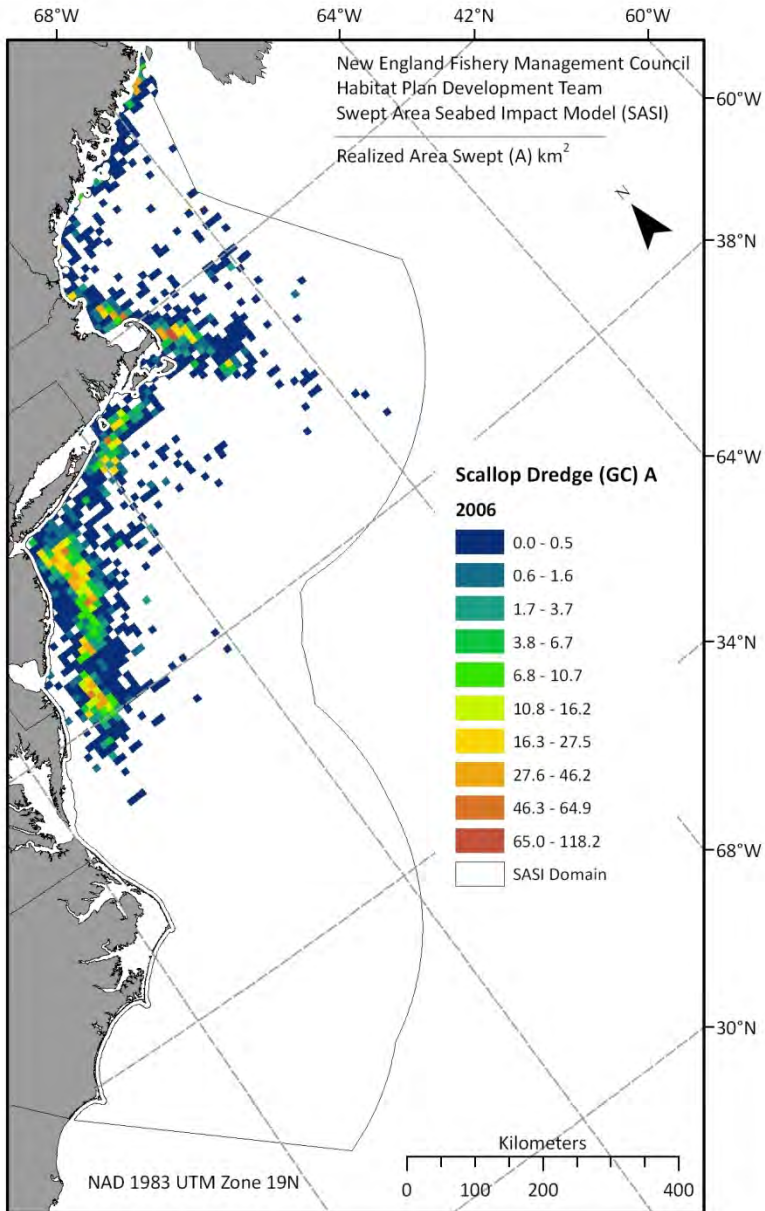 68°W
64°W
42°N
60°W
New England Fishery Management Council
Habitat Plan Development Team
Swept Area Seabed Impact Model (SASI)
Realized Area Swept (A) km²
60°W
N
38°N
64°W
Scallop Dredge (GC) A
2006
0.0 - 0.5
0.6 - 1.6
1.7 - 3.7
3.8 - 6.7
6.8 - 10.7
10.8 - 16.2
16.3 - 27.5
27.6 - 46.2
46.3 - 64.9
65.0 - 118.2
SASI Domain
34°N
68°W
30°N
Kilometers
0 100 200 300 400
NAD 1983 UTM Zone 19N